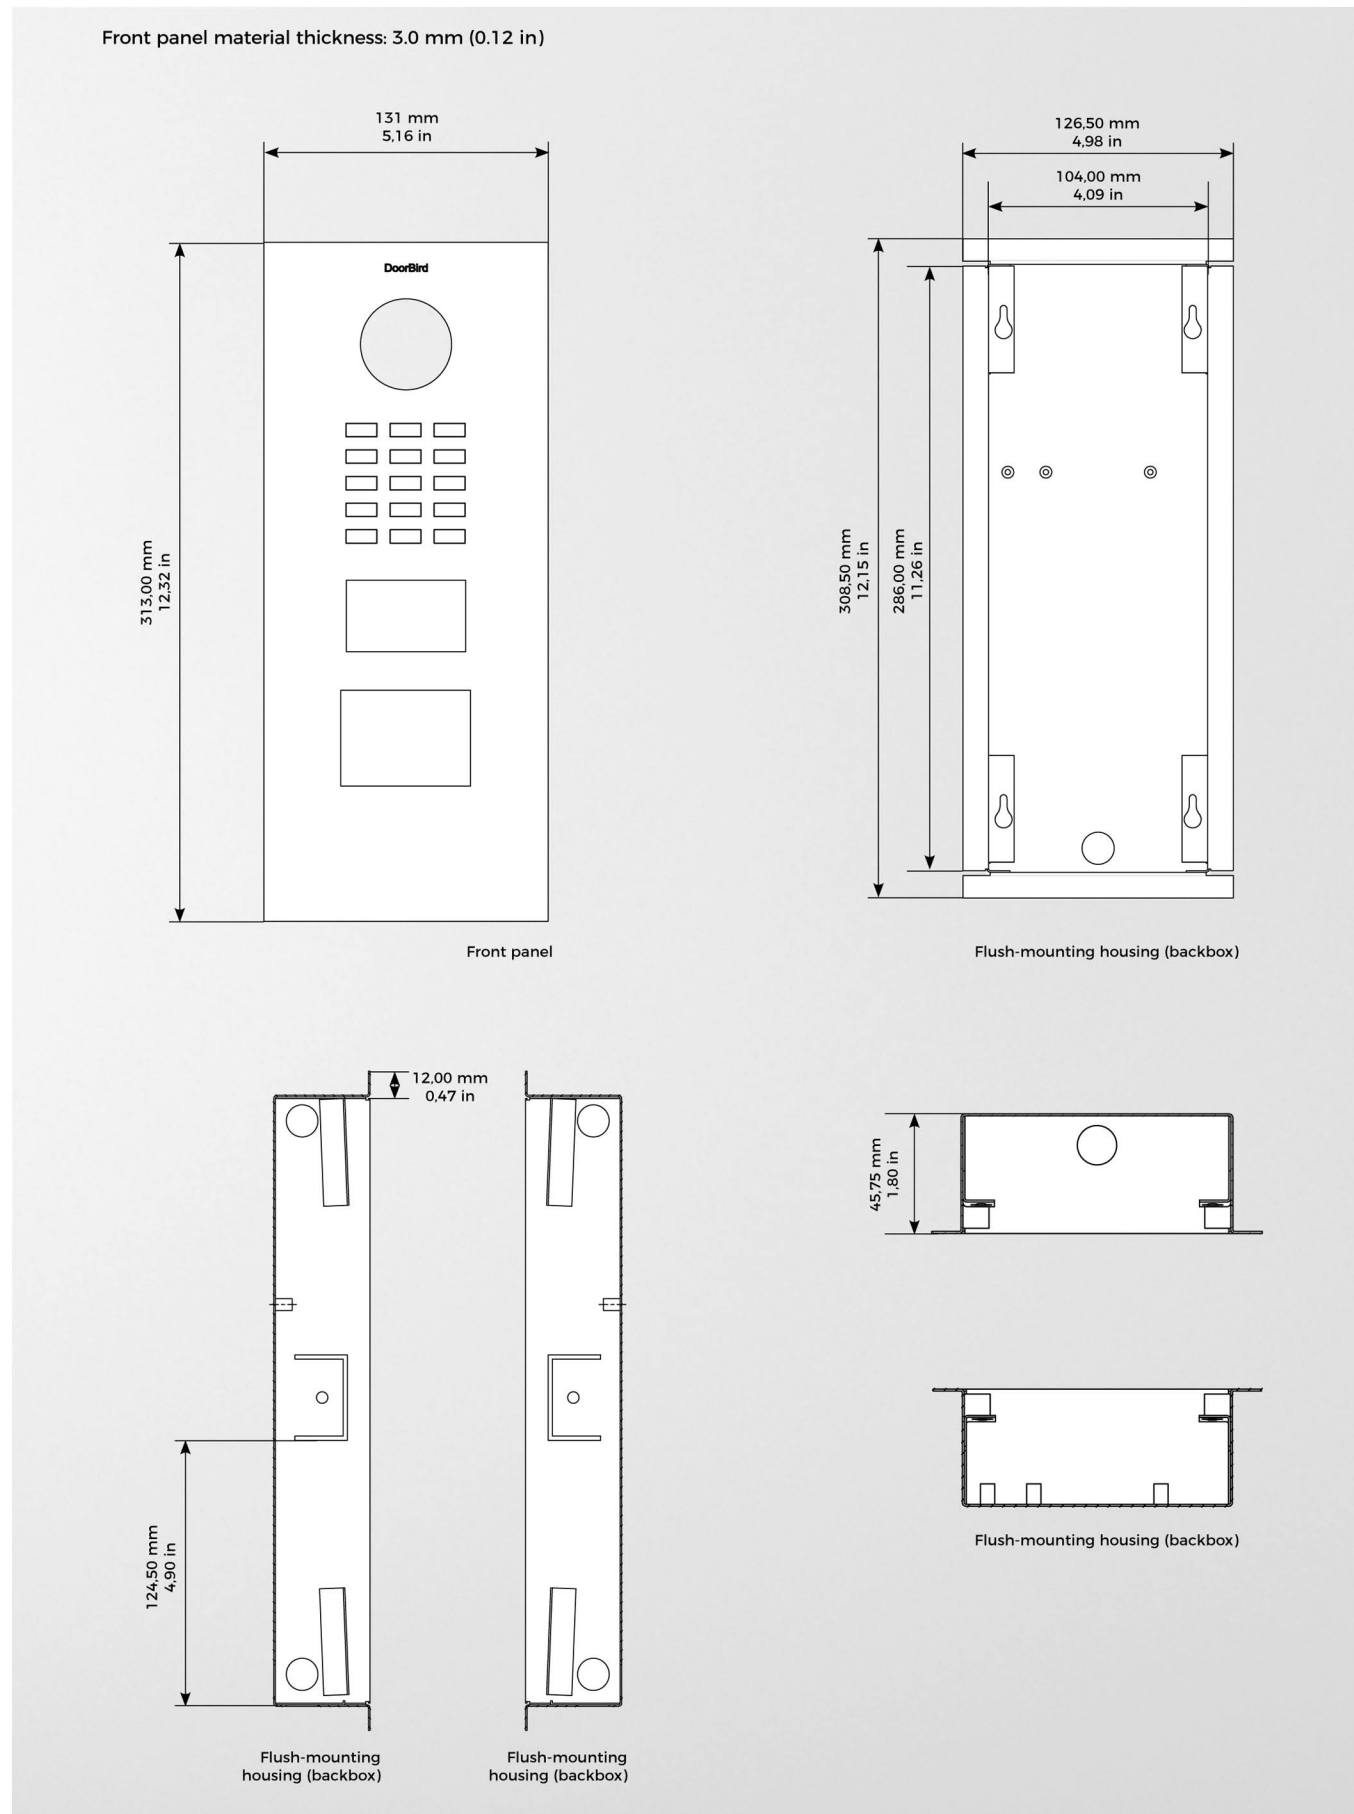 Front panel material thickness: 3.0 mm (0.12 in)
131 mm
5,16 in
DoorBird
313,00 mm
12,32 in
Front panel
126,50 mm
4,98 in
104,00 mm
4,09 in
308,50 mm
12,15 in
286,00 mm
11,26 in
Flush-mounting housing (backbox)
12,00 mm
0,47 in
124,50 mm
4,90 in
Flush-mounting
housing (backbox)
Flush-mounting
housing (backbox)
45,75 mm
1,80 in
Flush-mounting housing (backbox)